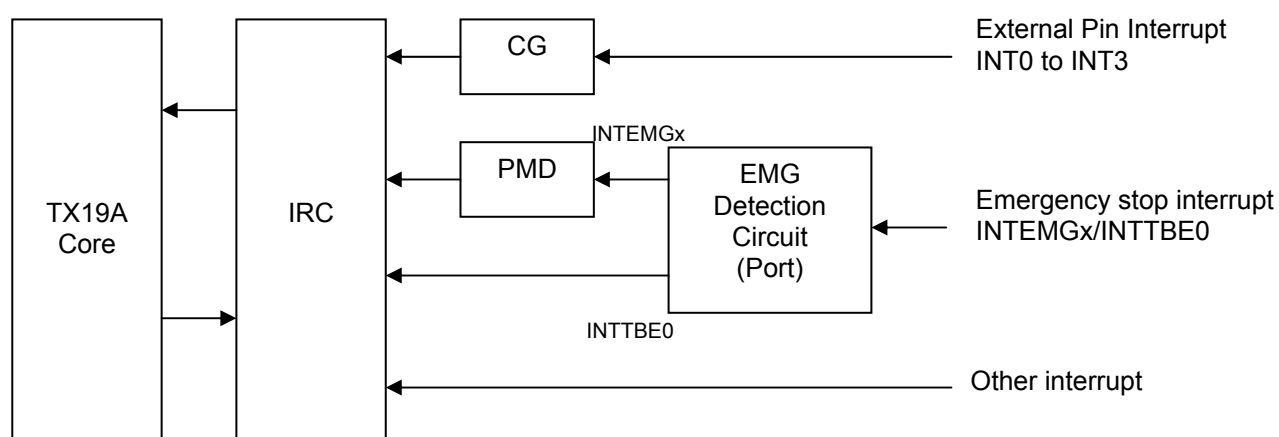 External Pin Interrupt
INT0 to INT3
CG
INTEMGx
PMD
EMG
Detection
Circuit
(Port)
Emergency stop interrupt
INTEMGx/INTTBE0
TX19A
Core
IRC
INTTBE0
Other interrupt